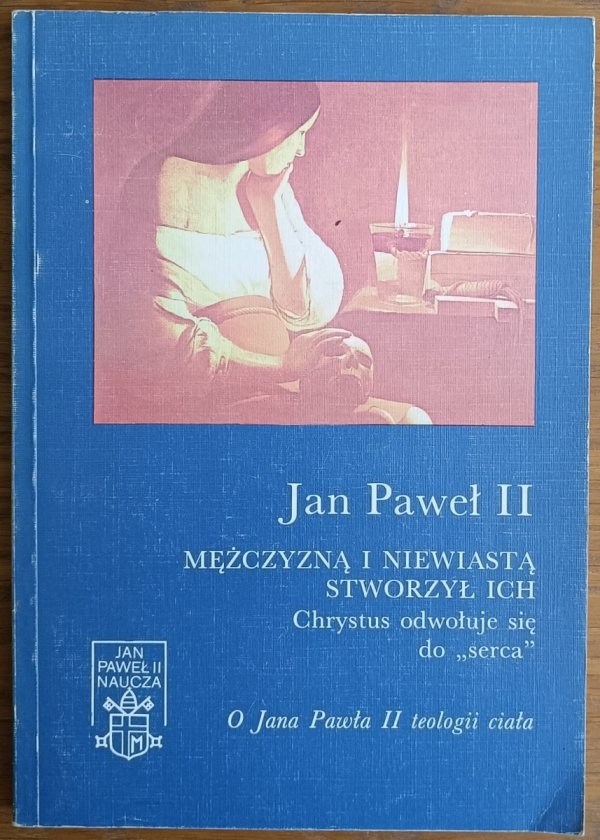 Jan Paweł II
MĘŻCZYZNĄ I NIEWIASTĄ
STWORZYŁ ICH
Chrystus odwołuje się
do „serca”
JAN
PAWEŁ II
NAUCZA
M
O Jana Pawła II teologii ciała